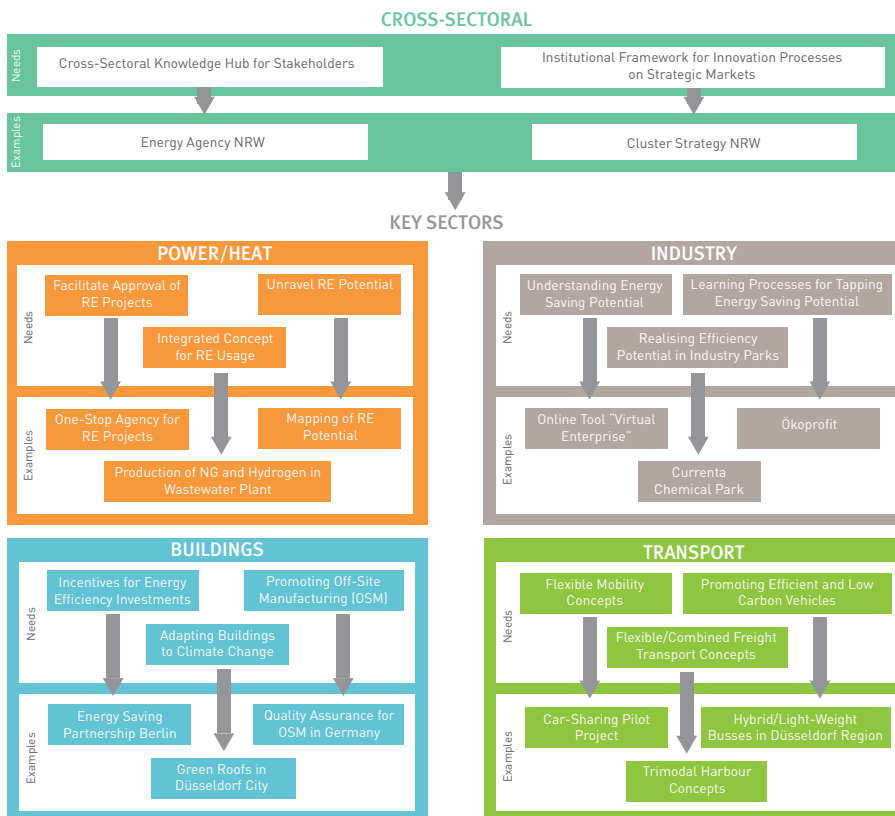 CROSS-SECTORAL
Needs
Cross-Sectoral Knowledge Hub for Stakeholders
Institutional Framework for Innovation Processes
on Strategic Markets
Examples
Energy Agency NRW
Cluster Strategy NRW
KEY SECTORS
POWER/HEAT
Needs
Facilitate Approval of
RE Projects
Unravel RE Potential
Integrated Concept
for RE Usage
Examples
One-Stop Agency for
RE Projects
Mapping of RE
Potential
Production of NG and Hydrogen in
Wastewater Plant
INDUSTRY
Needs
Understanding Energy
Saving Potential
Learning Processes for Tapping
Energy Saving Potential
Realising Efficiency
Potential in Industry Parks
Examples
Online Tool "Virtual
Enterprise"
Ökoprofit
Currenta
Chemical Park
BUILDINGS
Needs
Incentives for Energy
Efficiency Investments
Promoting Off-Site
Manufacturing (OSM)
Adapting Buildings
to Climate Change
Examples
Energy Saving
Partnership Berlin
Quality Assurance for
OSM in Germany
Green Roofs in
Düsseldorf City
TRANSPORT
Needs
Flexible Mobility
Concepts
Promoting Efficient and Low
Carbon Vehicles
Flexible/Combined Freight
Transport Concepts
Examples
Car-Sharing Pilot
Project
Hybrid/Light-Weight
Busses in Düsseldorf Region
Trimodal Harbour
Concepts